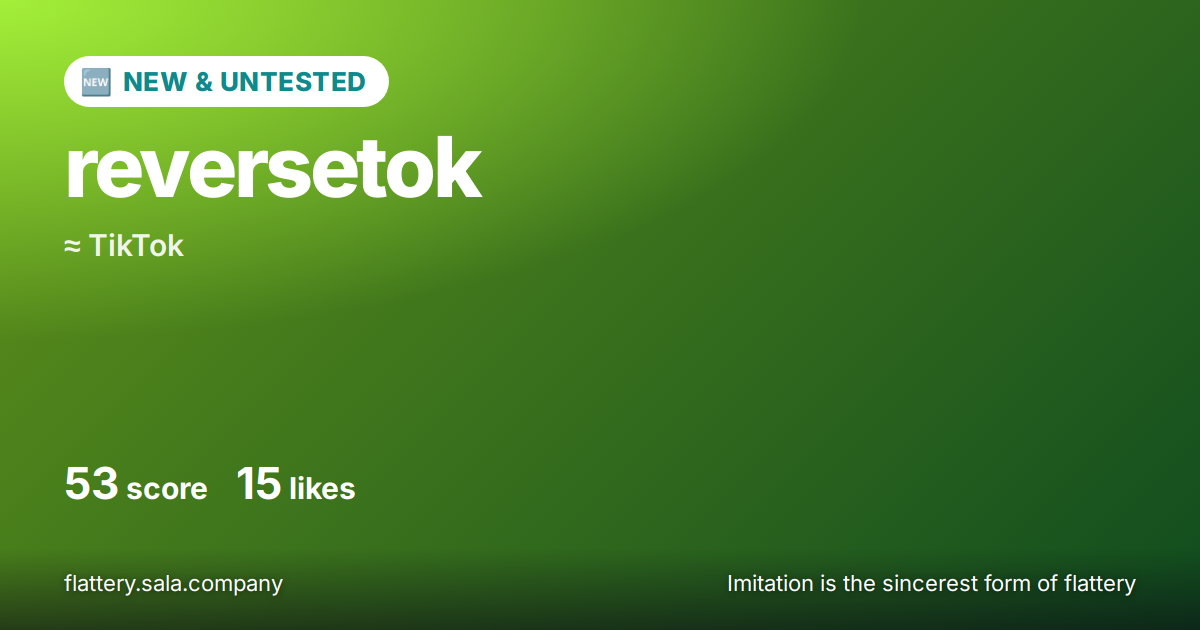 🆕 NEW & UNTESTED
reversetok
≈ TikTok
53 score 15 likes
flattery.sala.company
Imitation is the sincerest form of flattery